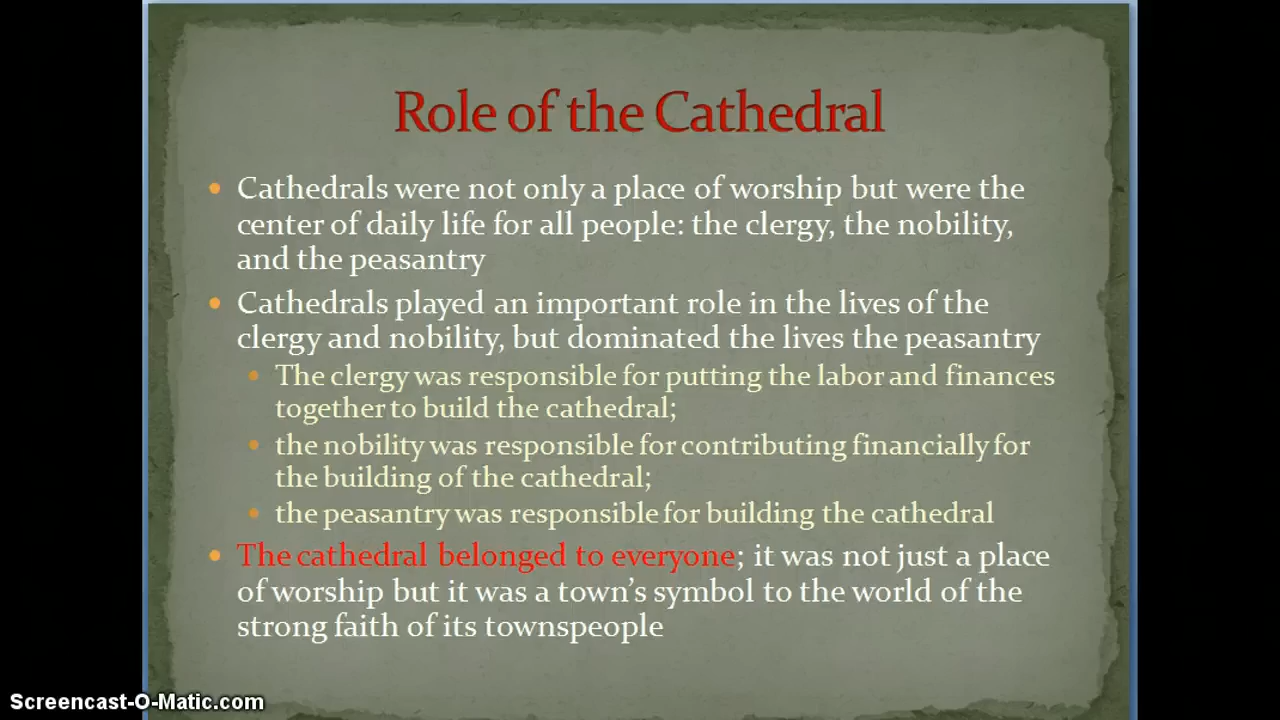 Role of the Cathedral
• Cathedrals were not only a place of worship but were the
center of daily life for all people: the clergy, the nobility,
and the peasantry
• Cathedrals played an important role in the lives of the
clergy and nobility, but dominated the lives the peasantry
• The clergy was responsible for putting the labor and finances
together to build the cathedral;
• the nobility was responsible for contributing financially for
the building of the cathedral;
• the peasantry was responsible for building the cathedral
• The cathedral belonged to everyone; it was not just a place
of worship but it was a town’s symbol to the world of the
strong faith of its townspeople
Screencast-O-Matic.com